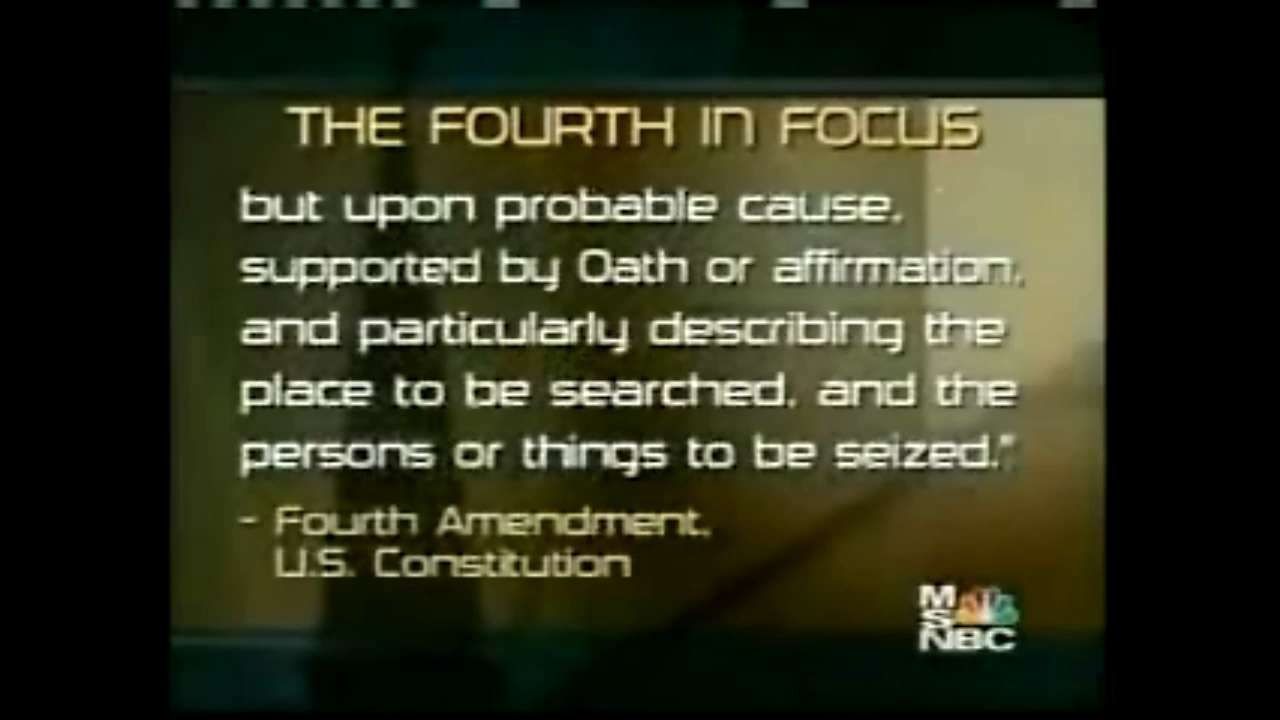 THE FOURTH IN FOCUS
but upon probable cause,
supported by Oath or affirmation,
and particularly describing the
place to be searched, and the
persons or things to be seized."
- Fourth Amendment,
U.S. Constitution
MSNBC